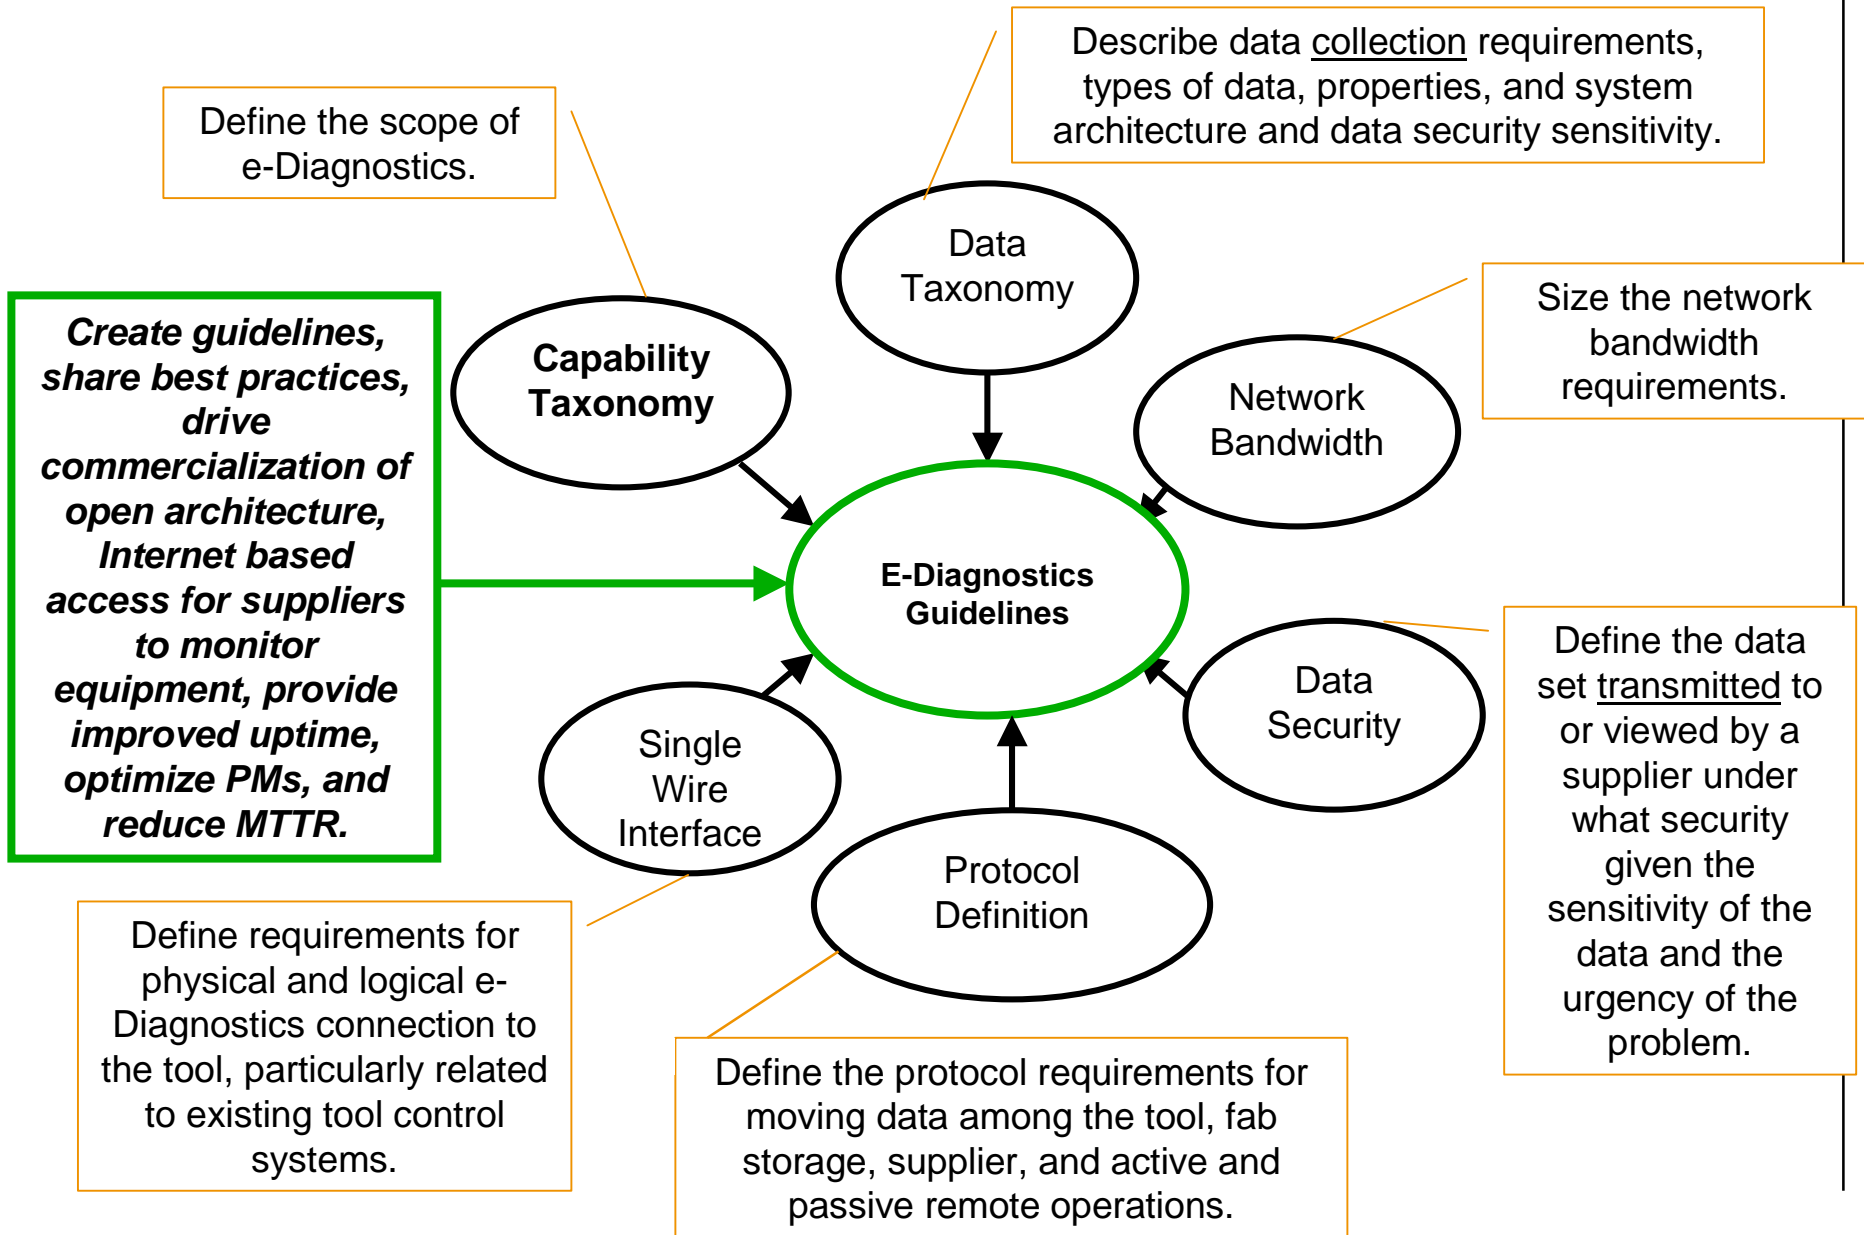 Describe data collection requirements,
types of data, properties, and system
architecture and data security sensitivity.
Define the scope of
e-Diagnostics.
Data
Taxonomy
Size the network
bandwidth
requirements.
Create guidelines,
share best practices,
drive
commercialization of
open architecture,
Internet based
access for suppliers
to monitor
equipment, provide
improved uptime,
optimize PMs, and
reduce MTTR.
Capability
Taxonomy
Network
Bandwidth
E-Diagnostics
Guidelines
Define the data
set transmitted to
or viewed by a
supplier under
what security
given the
sensitivity of the
data and the
urgency of the
problem.
Data
Security
Single
Wire
Interface
Protocol
Definition
Define requirements for
physical and logical e-
Diagnostics connection to
the tool, particularly related
to existing tool control
systems.
Define the protocol requirements for
moving data among the tool, fab
storage, supplier, and active and
passive remote operations.